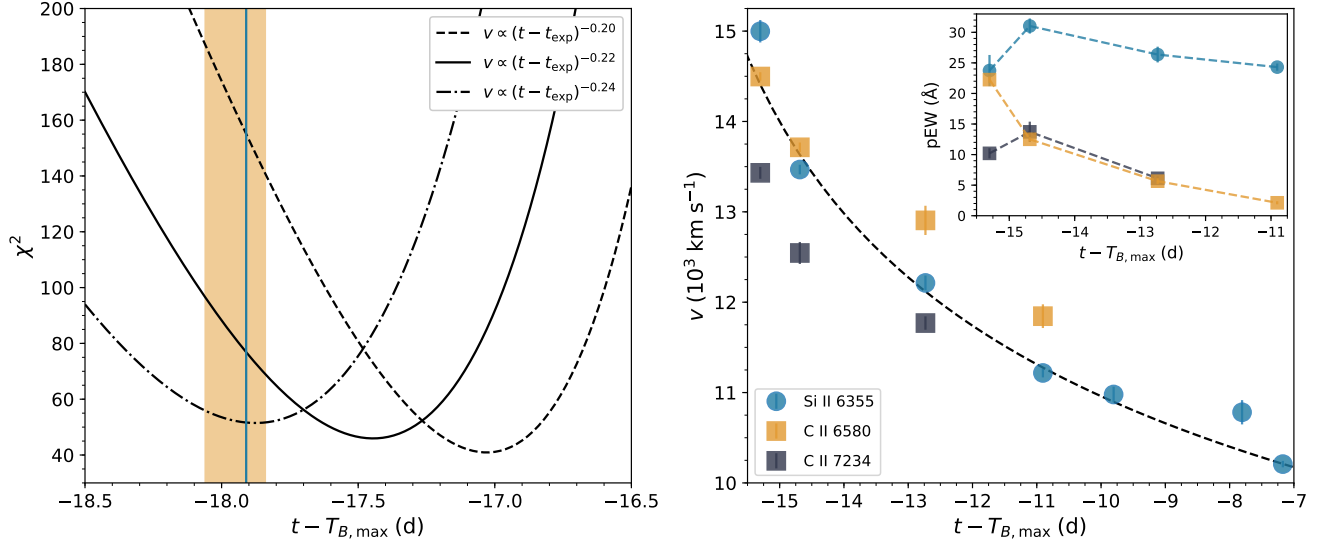 200
180
160
140
120
100
80
60
40
χ²
−18.5 −18.0 −17.5 −17.0 −16.5
t − T_B, max (d)
v ∝ (t − t_exp)^−0.20
v ∝ (t − t_exp)^−0.22
v ∝ (t − t_exp)^−0.24
15
14
13
12
11
10
v (10³ km s⁻¹)
−15 −14 −13 −12 −11 −10 −9 −8 −7
t − T_B, max (d)
Si II 6355
C II 6580
C II 7234
30
25
20
15
10
5
0
pEW (Å)
−15 −14 −13 −12 −11
t − T_B, max (d)